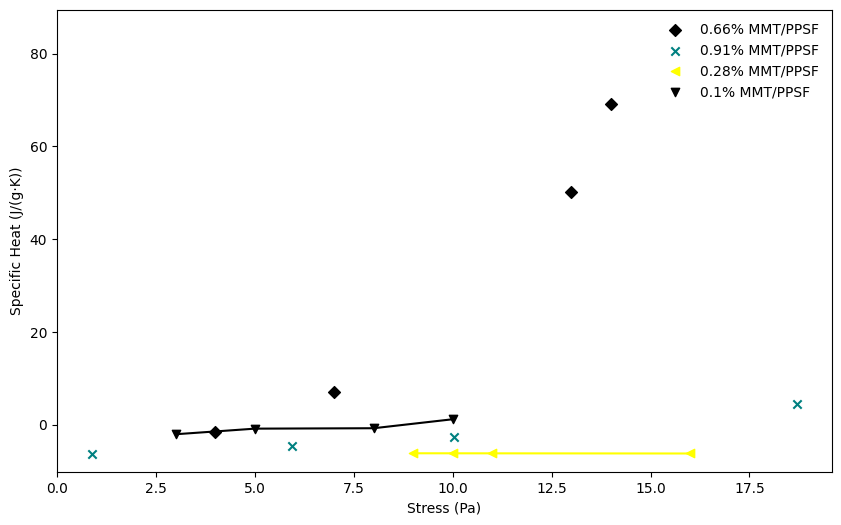 0.66% MMT/PPSF
0.91% MMT/PPSF
0.28% MMT/PPSF
0.1% MMT/PPSF
80
60
40
20
0
Specific Heat (J/(g·K))
0.0 2.5 5.0 7.5 10.0 12.5 15.0 17.5
Stress (Pa)